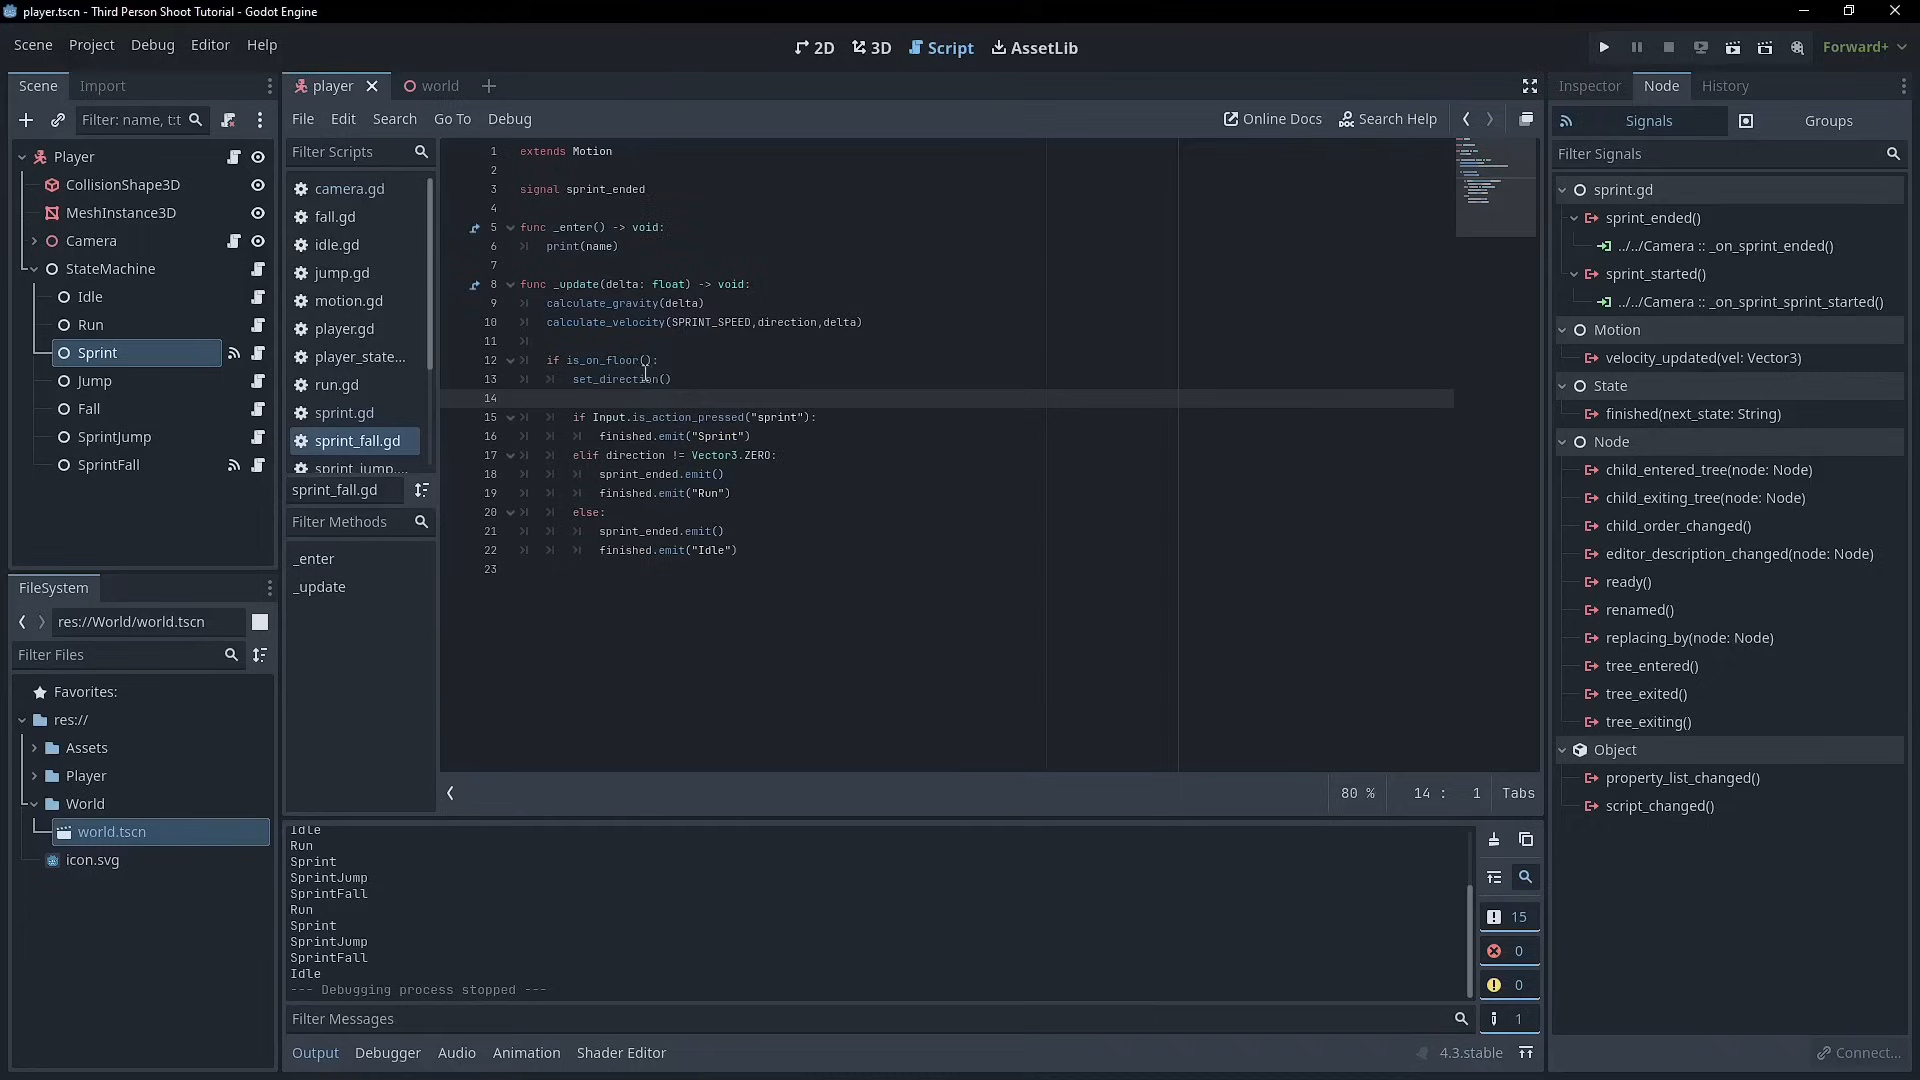 player.tscn - Third Person Shoot Tutorial - Godot Engine
Scene Project Debug Editor Help
2D 3D Script AssetLib
Forward+
Scene Import
Filter: name, t:t
Player
CollisionShape3D
MeshInstance3D
Camera
StateMachine
Idle
Run
Sprint
Jump
Fall
SprintJump
SprintFall
FileSystem
res://World/world.tscn
Filter Files
Favorites:
res://
Assets
Player
World
world.tscn
icon.svg
player world
File Edit Search Go To Debug
Online Docs Search Help
Filter Scripts
camera.gd
fall.gd
idle.gd
jump.gd
motion.gd
player.gd
player_state...
run.gd
sprint.gd
sprint_fall.gd
sprint_jump....
sprint_fall.gd
Filter Methods
_enter
_update
1 extends Motion
2
3 signal sprint_ended
4
5 func _enter() -> void:
6 print(name)
7
8 func _update(delta: float) -> void:
9 calculate_gravity(delta)
10 calculate_velocity(SPRINT_SPEED,direction,delta)
11
12 if is_on_floor():
13 set_direction()
14
15 if Input.is_action_pressed("sprint"):
16 finished.emit("Sprint")
17 elif direction != Vector3.ZERO:
18 sprint_ended.emit()
19 finished.emit("Run")
20 else:
21 sprint_ended.emit()
22 finished.emit("Idle")
23
80 % 14 : 1 Tabs
Idle
Run
Sprint
SprintJump
SprintFall
Run
Sprint
SprintJump
SprintFall
Idle
--- Debugging process stopped ---
15
0
0
1
Filter Messages
Output Debugger Audio Animation Shader Editor
4.3.stable
Inspector Node History
Signals Groups
Filter Signals
sprint.gd
sprint_ended()
../../Camera :: _on_sprint_ended()
sprint_started()
../../Camera :: _on_sprint_sprint_started()
Motion
velocity_updated(vel: Vector3)
State
finished(next_state: String)
Node
child_entered_tree(node: Node)
child_exiting_tree(node: Node)
child_order_changed()
editor_description_changed(node: Node)
ready()
renamed()
replacing_by(node: Node)
tree_entered()
tree_exited()
tree_exiting()
Object
property_list_changed()
script_changed()
Connect...